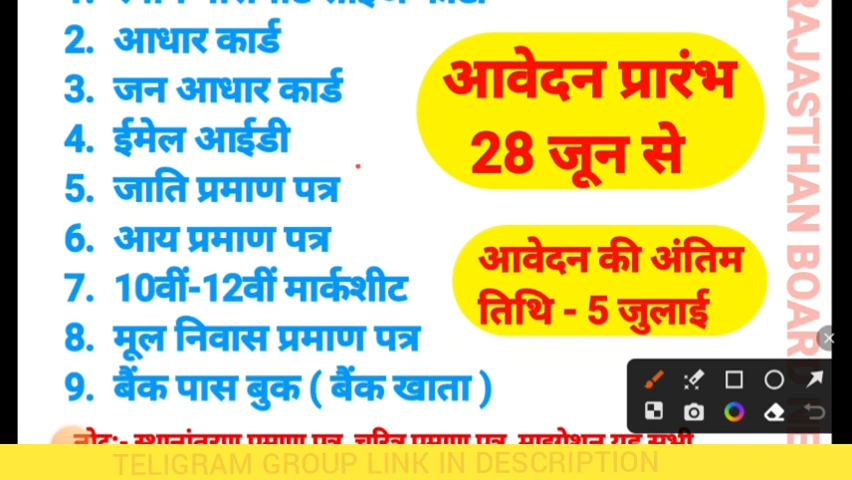 2. आधार कार्ड
3. जन आधार कार्ड
4. ईमेल आईडी
5. जाति प्रमाण पत्र
6. आय प्रमाण पत्र
7. 10वीं-12वीं मार्कशीट
8. मूल निवास प्रमाण पत्र
9. बैंक पास बुक ( बैंक खाता )
आवेदन प्रारंभ
28 जून से
आवेदन की अंतिम
तिथि - 5 जुलाई
RAJASTHAN BOARD
TELIGRAM GROUP LINK IN DESCRIPTION